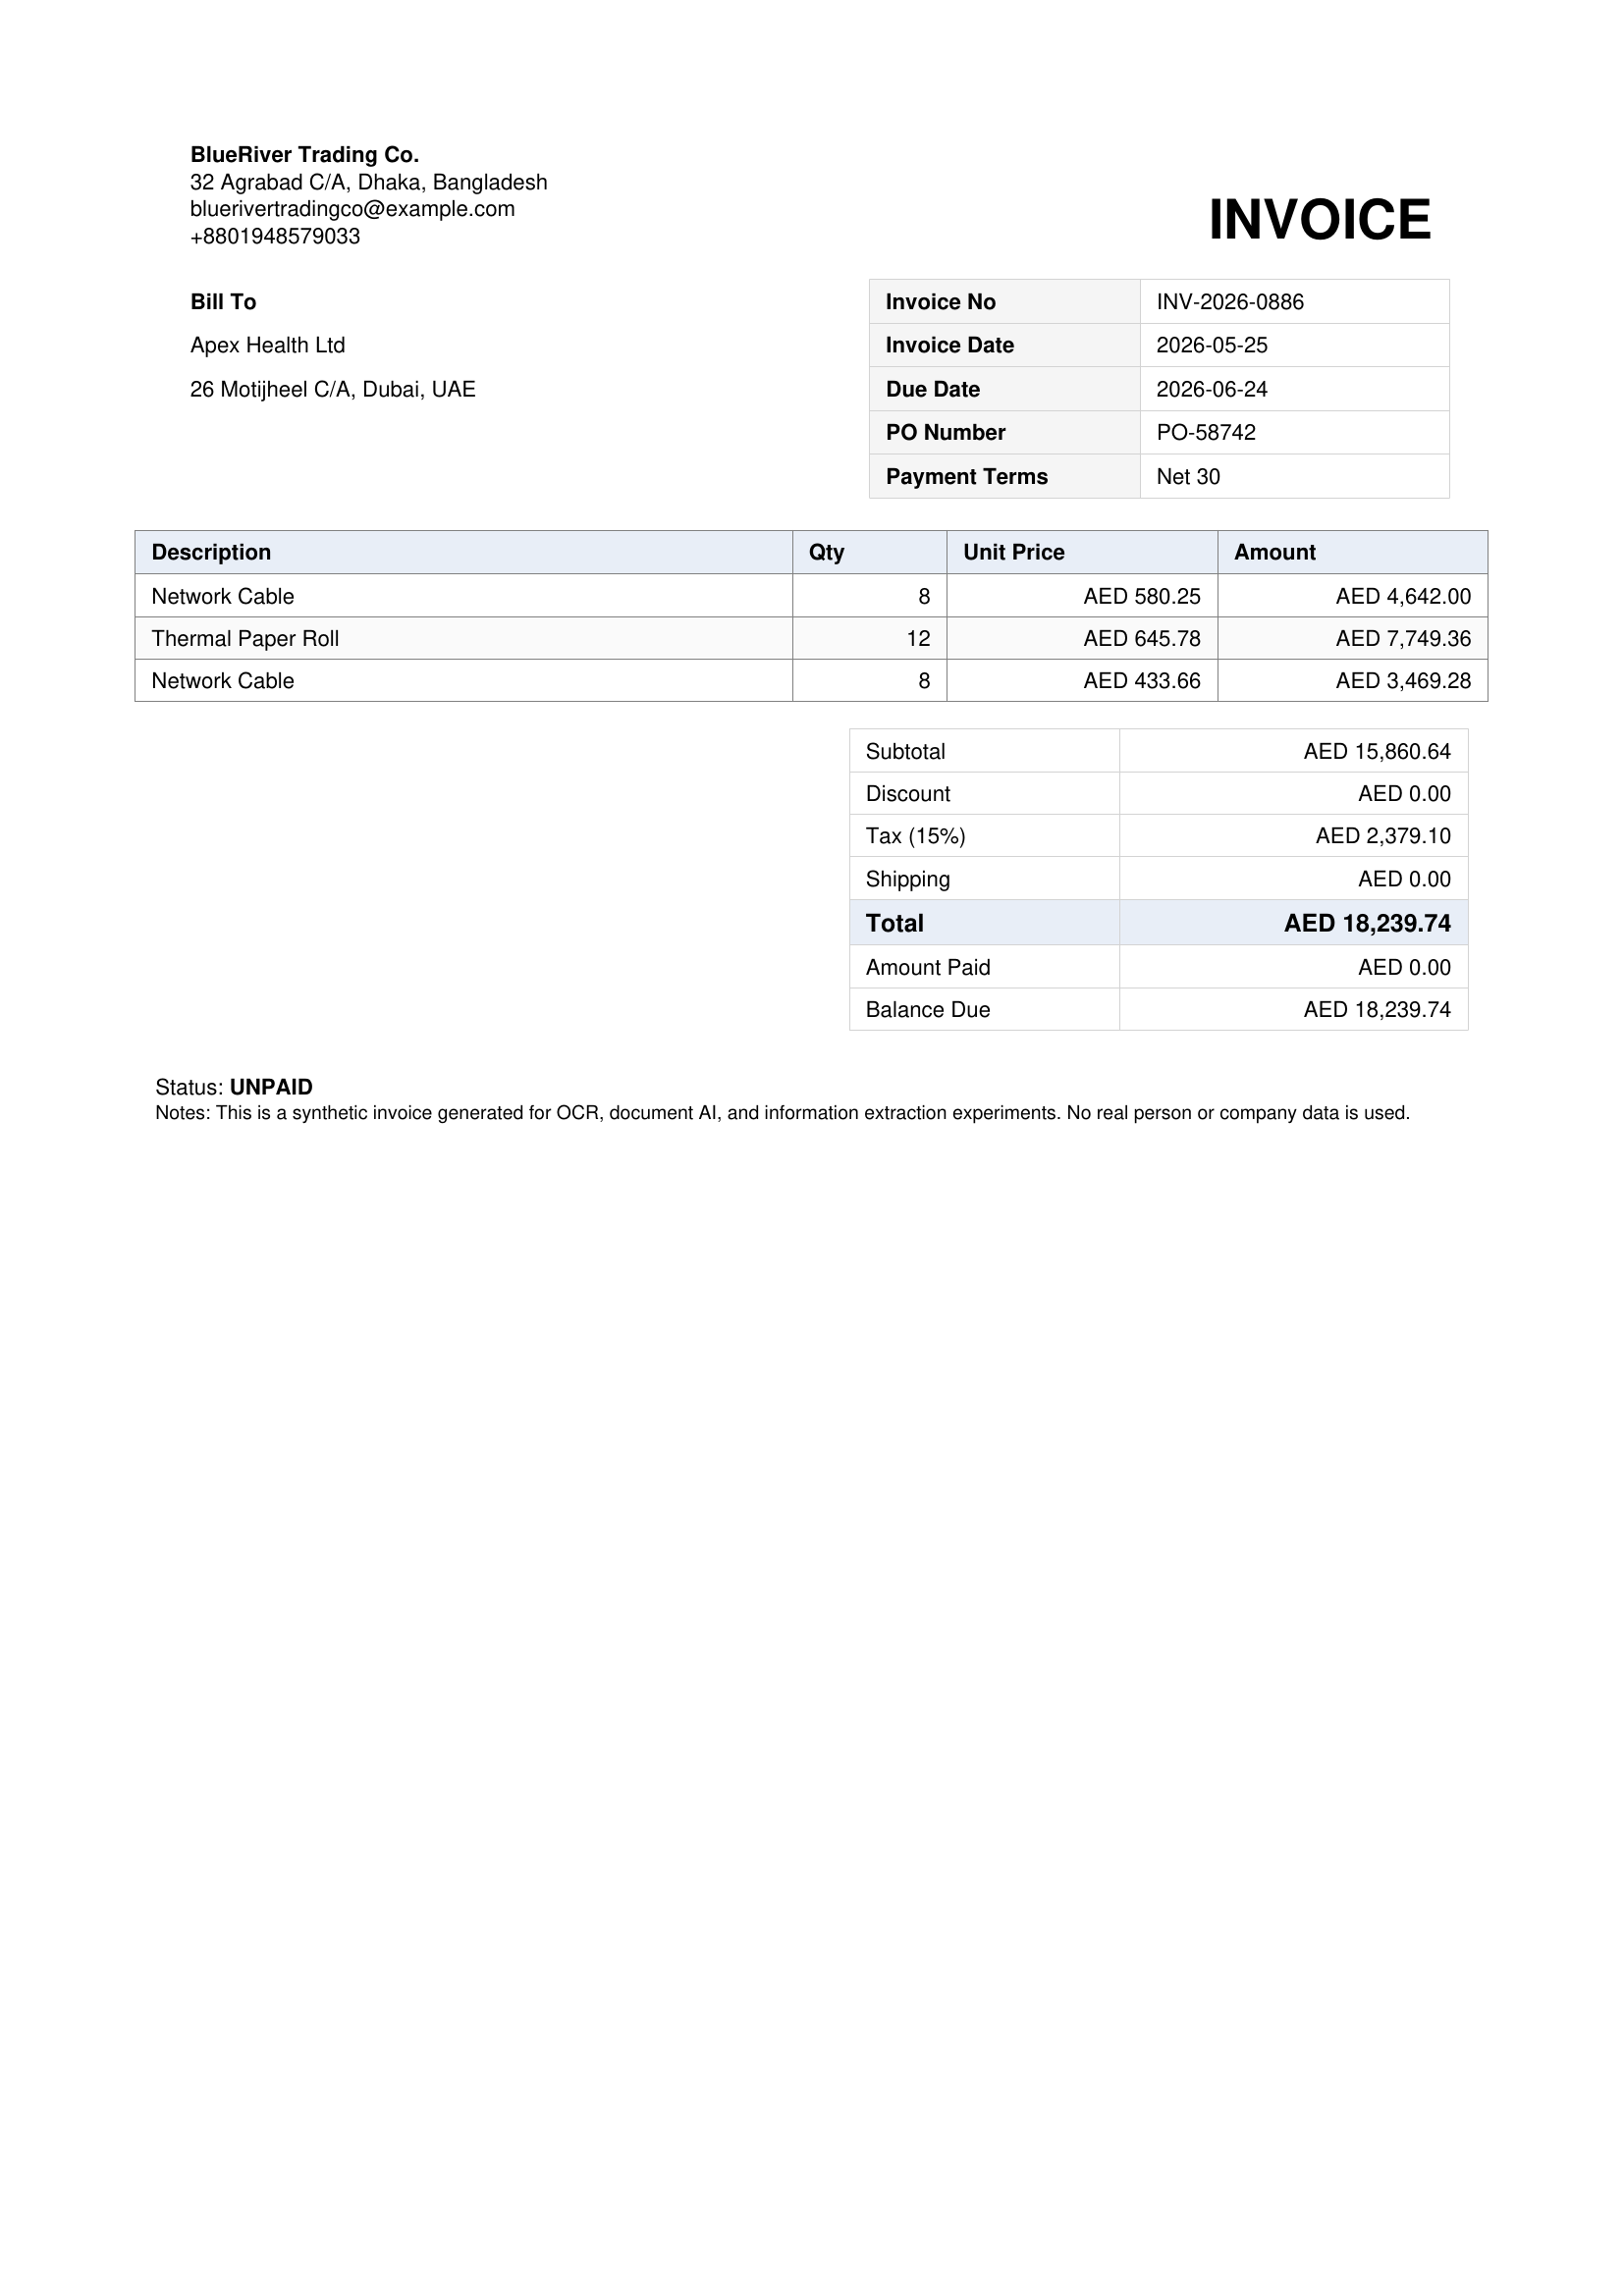 BlueRiver Trading Co.
32 Agrabad C/A, Dhaka, Bangladesh
bluerivertradingco@example.com
+8801948579033
INVOICE
Bill To
Apex Health Ltd
26 Motijheel C/A, Dubai, UAE
Invoice No INV-2026-0886
Invoice Date 2026-05-25
Due Date 2026-06-24
PO Number PO-58742
Payment Terms Net 30
Description Qty Unit Price Amount
Network Cable 8 AED 580.25 AED 4,642.00
Thermal Paper Roll 12 AED 645.78 AED 7,749.36
Network Cable 8 AED 433.66 AED 3,469.28
Subtotal AED 15,860.64
Discount AED 0.00
Tax (15%) AED 2,379.10
Shipping AED 0.00
Total AED 18,239.74
Amount Paid AED 0.00
Balance Due AED 18,239.74
Status: UNPAID
Notes: This is a synthetic invoice generated for OCR, document AI, and information extraction experiments. No real person or company data is used.